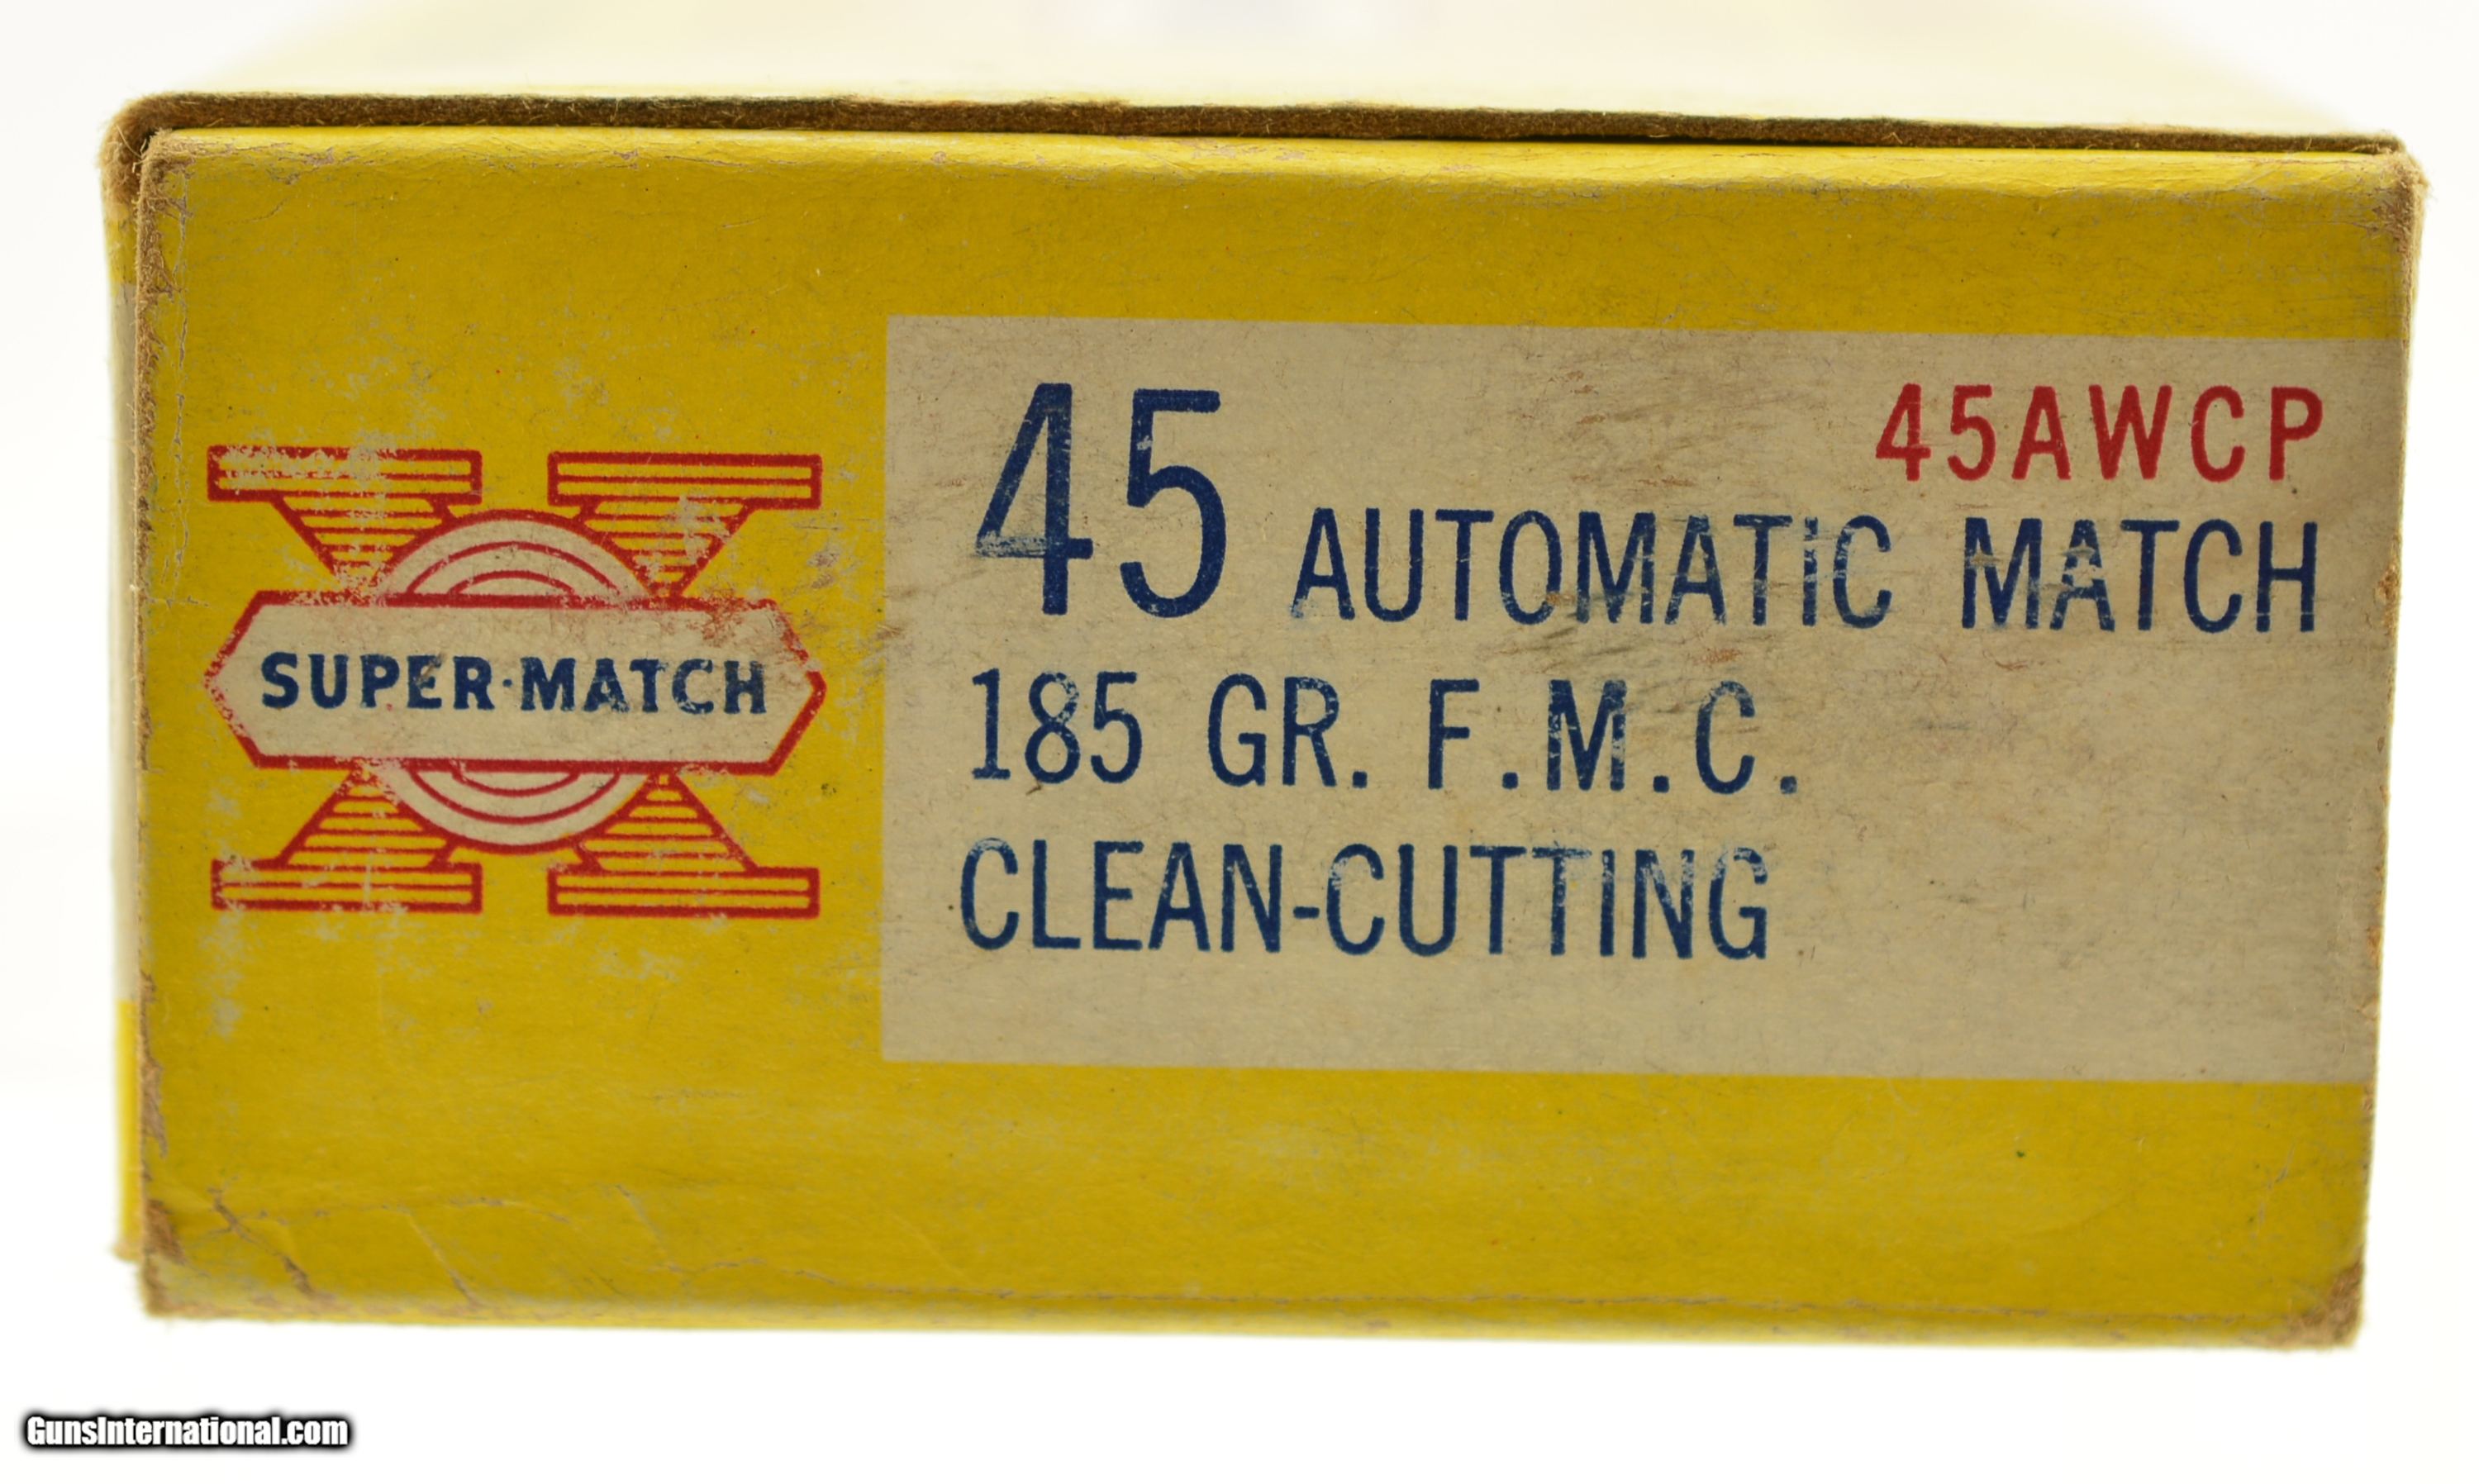 45AWCP
45 AUTOMATIC MATCH
185 GR. F.M.C.
CLEAN-CUTTING
SUPER·MATCH
GunsInternational.com